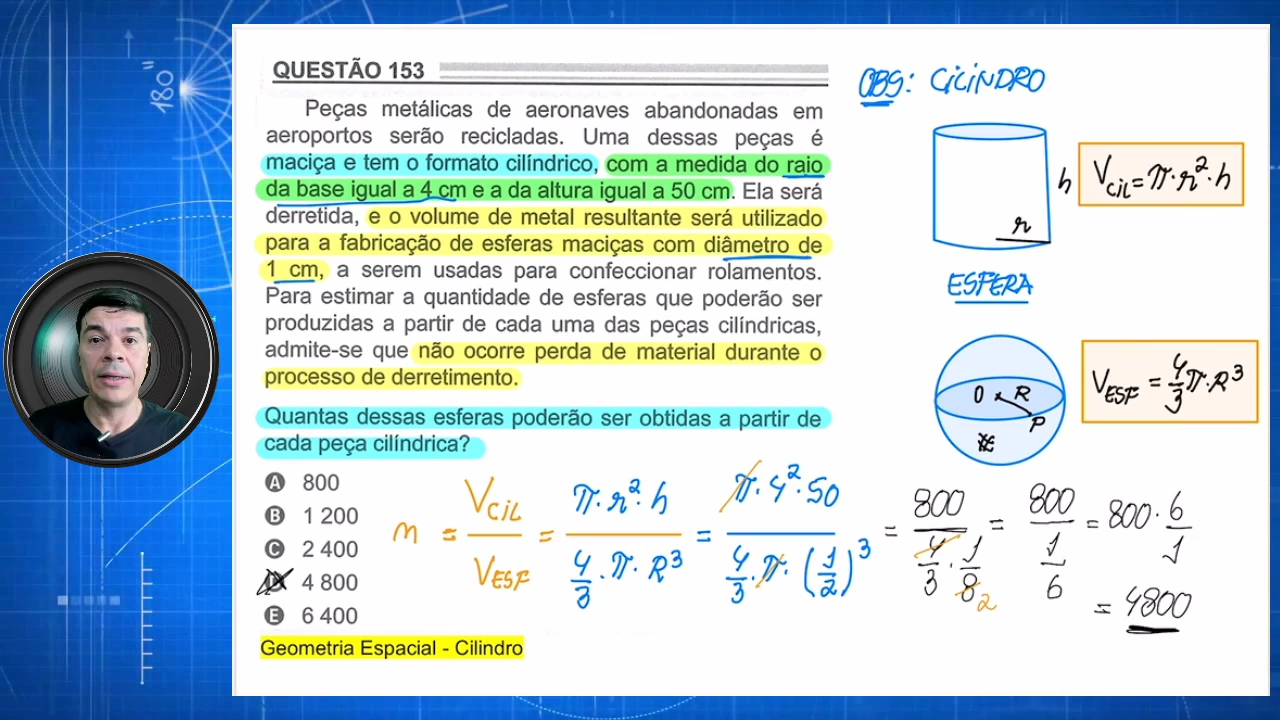 180°
QUESTÃO 153
Peças metálicas de aeronaves abandonadas em
aeroportos serão recicladas. Uma dessas peças é
maciça e tem o formato cilíndrico, com a medida do raio
da base igual a 4 cm e a da altura igual a 50 cm. Ela será
derretida, e o volume de metal resultante será utilizado
para a fabricação de esferas maciças com diâmetro de
1 cm, a serem usadas para confeccionar rolamentos.
Para estimar a quantidade de esferas que poderão ser
produzidas a partir de cada uma das peças cilíndricas,
admite-se que não ocorre perda de material durante o
processo de derretimento.
Quantas dessas esferas poderão ser obtidas a partir de
cada peça cilíndrica?
A 800
B 1 200
C 2 400
D 4 800
E 6 400
Geometria Espacial - Cilindro
OBS: CILINDRO
h
r
V_CIL = π·r²·h
ESFERA
O R
P
V_ESF = 4/3 π·R³
n = V_CIL / V_ESF = π·r²·h / (4/3·π·R³) = π·4²·50 / (4/3·π·(1/2)³) = 800 / (4/3·1/8) = 800 / (1/6) = 800·6/1
2
= 4800